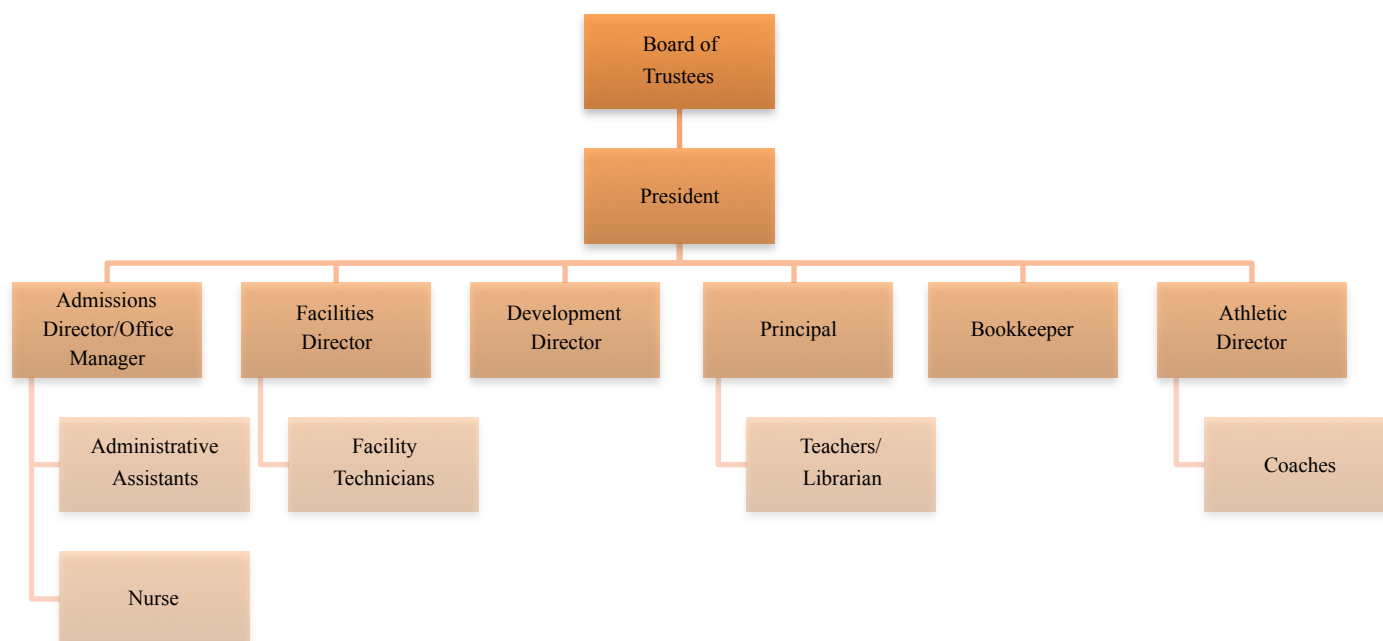 Board of
Trustees
President
Admissions
Director/Office
Manager
Facilities
Director
Development
Director
Principal
Bookkeeper
Athletic
Director
Administrative
Assistants
Facility
Technicians
Teachers/
Librarian
Coaches
Nurse